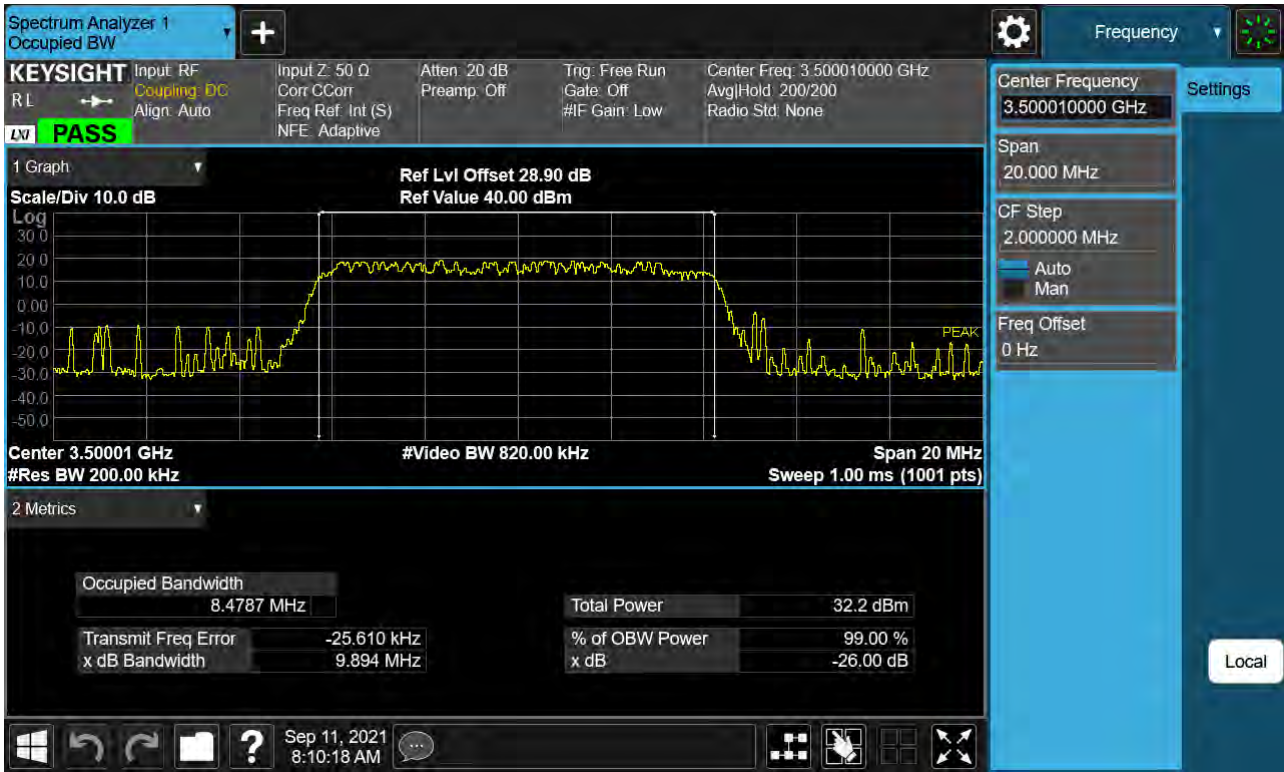 Spectrum Analyzer 1
Occupied BW
+
Frequency
KEYSIGHT
RL
LXI
PASS
Input: RF
Coupling: DC
Align: Auto
Input Z: 50 Ω
Corr CCorr
Freq Ref: Int (S)
NFE: Adaptive
Atten: 20 dB
Preamp: Off
Trig: Free Run
Gate: Off
#IF Gain: Low
Center Freq: 3.500010000 GHz
Avg|Hold: 200/200
Radio Std: None
1 Graph
Scale/Div 10.0 dB
Ref Lvl Offset 28.90 dB
Ref Value 40.00 dBm
Log
30.0
20.0
10.0
0.00
-10.0
-20.0
-30.0
-40.0
-50.0
PEAK
Center 3.50001 GHz
#Video BW 820.00 kHz
Span 20 MHz
#Res BW 200.00 kHz
Sweep 1.00 ms (1001 pts)
2 Metrics
Occupied Bandwidth
8.4787 MHz
Transmit Freq Error -25.610 kHz
x dB Bandwidth 9.894 MHz
Total Power 32.2 dBm
% of OBW Power 99.00 %
x dB -26.00 dB
Center Frequency
3.500010000 GHz
Settings
Span
20.000 MHz
CF Step
2.000000 MHz
Auto
Man
Freq Offset
0 Hz
Local
?
Sep 11, 2021
8:10:18 AM